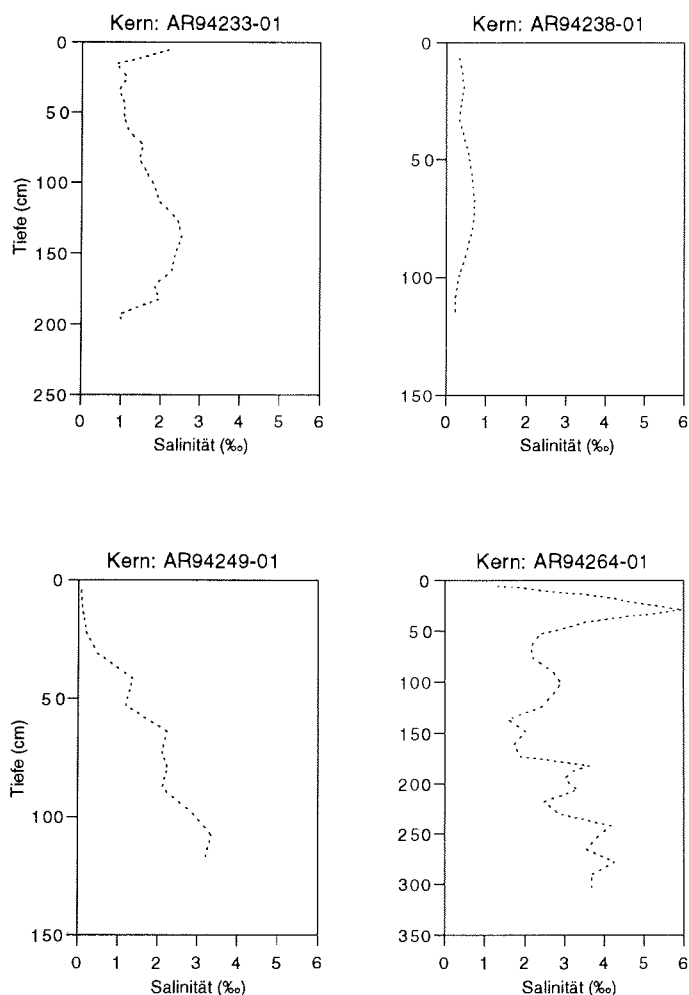 Kern: AR94233-01
0
50
100
150
200
250
Tiefe (cm)
0 1 2 3 4 5 6
Salinität (‰)
Kern: AR94238-01
0
50
100
150
0 1 2 3 4 5 6
Salinität (‰)
Kern: AR94249-01
0
50
100
150
Tiefe (cm)
0 1 2 3 4 5 6
Salinität (‰)
Kern: AR94264-01
0
50
100
150
200
250
300
350
0 1 2 3 4 5 6
Salinität (‰)